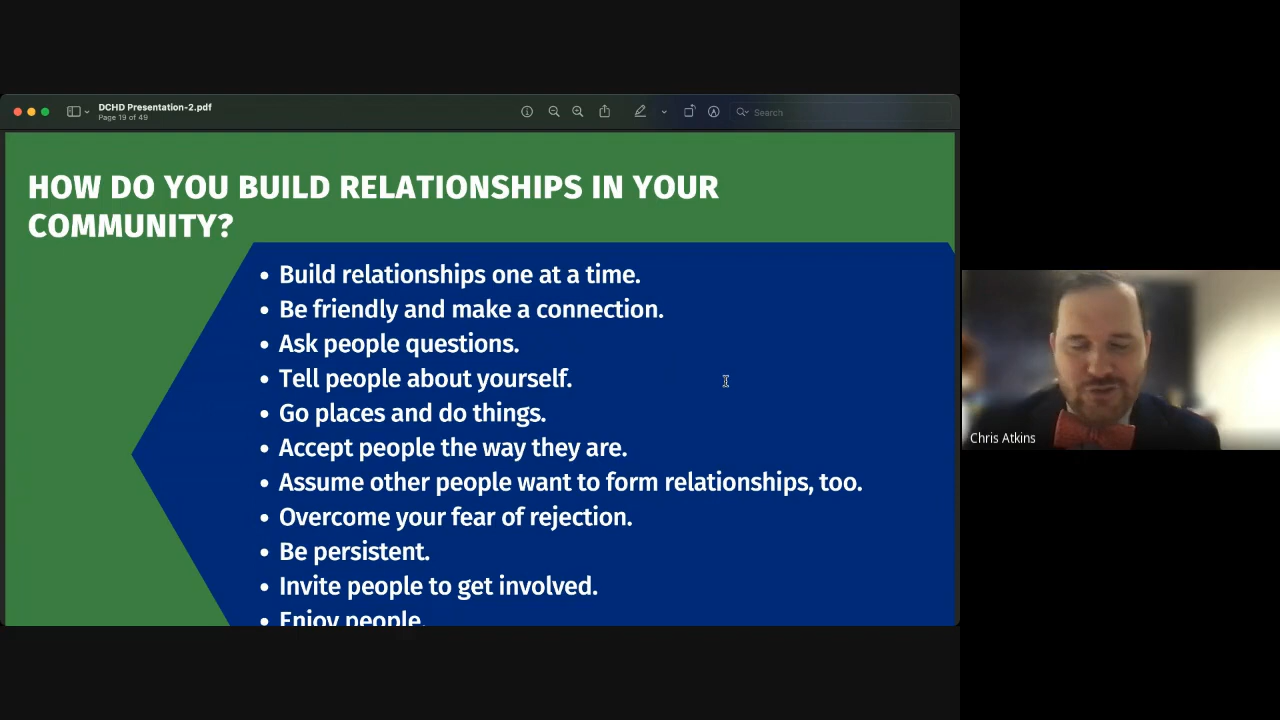 DCHD Presentation-2.pdf
Page 19 of 49
Search
HOW DO YOU BUILD RELATIONSHIPS IN YOUR
COMMUNITY?
• Build relationships one at a time.
• Be friendly and make a connection.
• Ask people questions.
• Tell people about yourself.
• Go places and do things.
• Accept people the way they are.
• Assume other people want to form relationships, too.
• Overcome your fear of rejection.
• Be persistent.
• Invite people to get involved.
• Enjoy people.
Chris Atkins